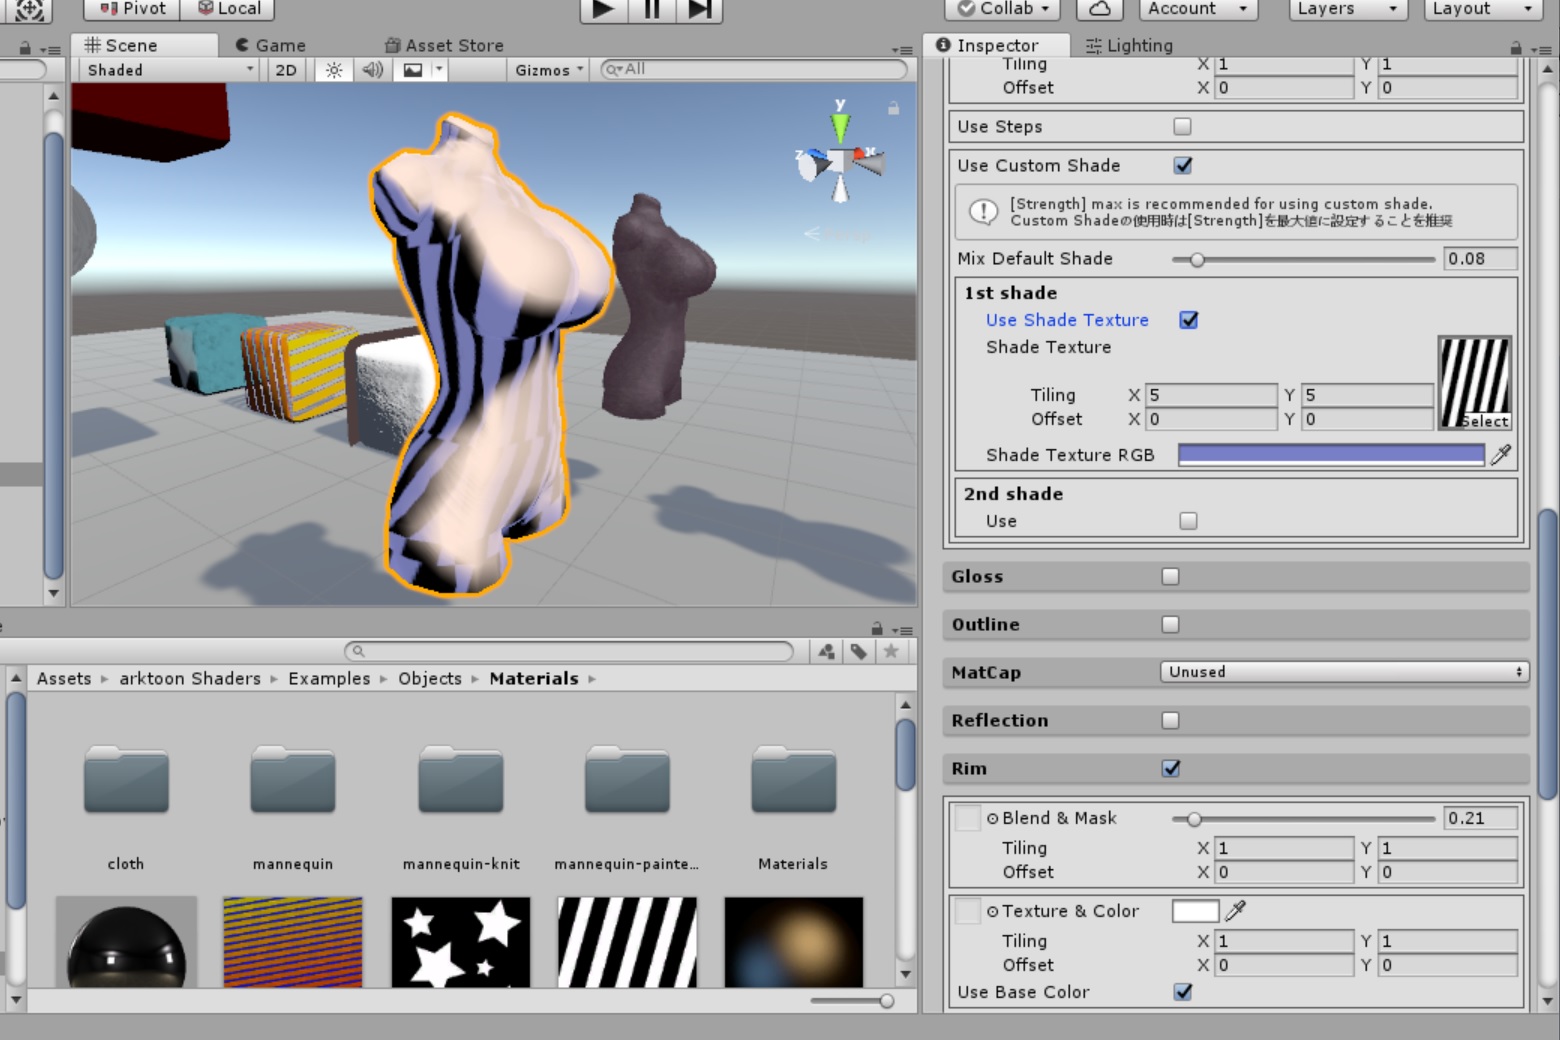 Pivot
Local
Collab
Account
Layers
Layout
Scene
Game
Asset Store
Shaded
2D
Gizmos
All
y
z
x
Assets
arktoon Shaders
Examples
Objects
Materials
cloth
mannequin
mannequin-knit
mannequin-painte...
Materials
Inspector
Lighting
Tiling X 1 Y 1
Offset X 0 Y 0
Use Steps
Use Custom Shade
[Strength] max is recommended for using custom shade.
Custom Shadeの使用時は[Strength]を最大値に設定することを推奨
Mix Default Shade 0.08
1st shade
Use Shade Texture
Shade Texture
Tiling X 5 Y 5
Offset X 0 Y 0
Select
Shade Texture RGB
2nd shade
Use
Gloss
Outline
MatCap Unused
Reflection
Rim
Blend & Mask 0.21
Tiling X 1 Y 1
Offset X 0 Y 0
Texture & Color
Tiling X 1 Y 1
Offset X 0 Y 0
Use Base Color